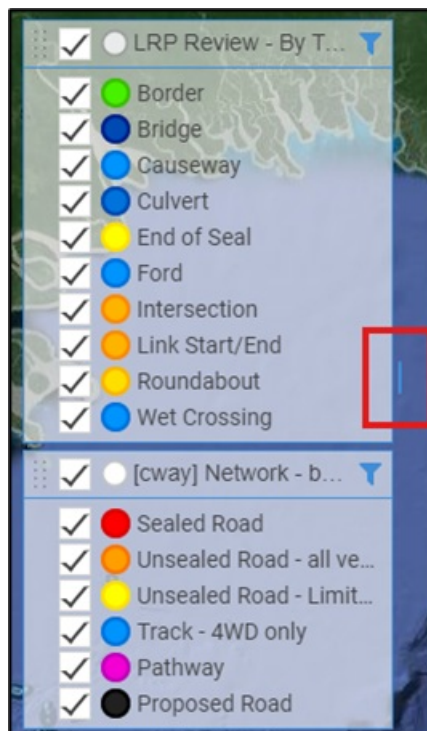 LRP Review - By T...
Border
Bridge
Causeway
Culvert
End of Seal
Ford
Intersection
Link Start/End
Roundabout
Wet Crossing
[cway] Network - b...
Sealed Road
Unsealed Road - all ve...
Unsealed Road - Limit...
Track - 4WD only
Pathway
Proposed Road